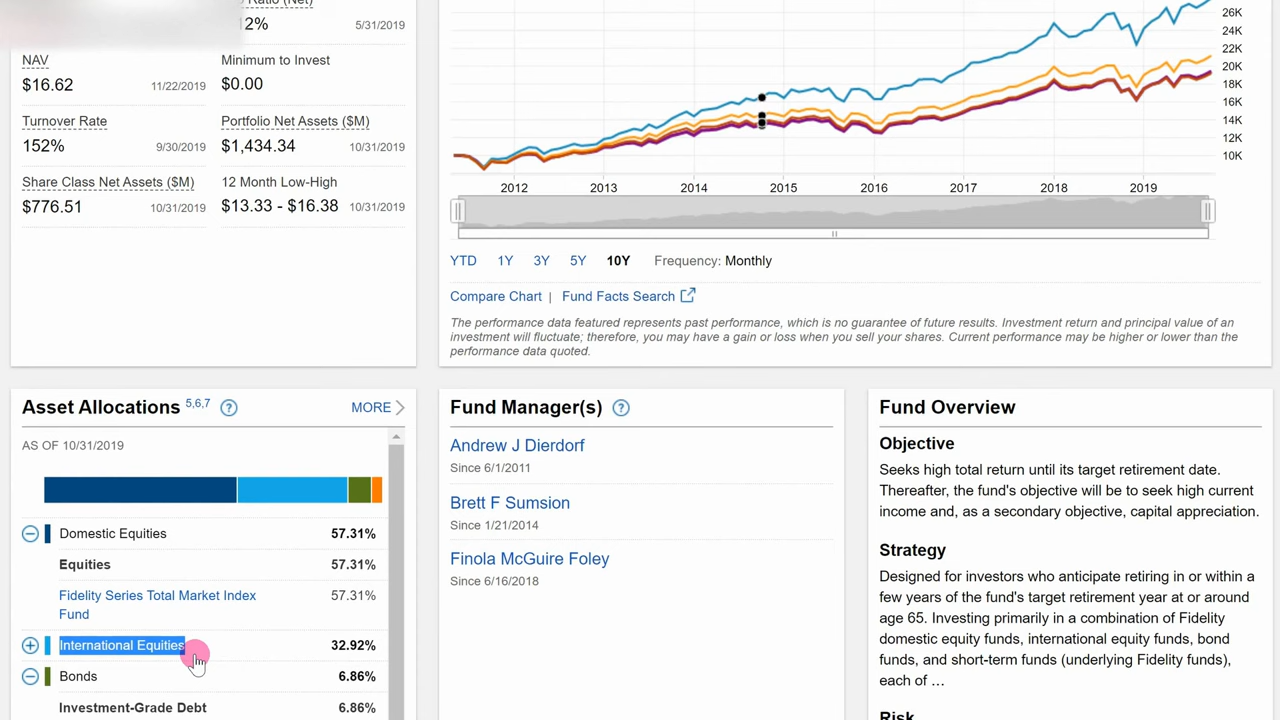 12%
5/31/2019
NAV
$16.62
11/22/2019
Minimum to Invest
$0.00
Turnover Rate
152%
9/30/2019
Portfolio Net Assets ($M)
$1,434.34
10/31/2019
Share Class Net Assets ($M)
$776.51
10/31/2019
12 Month Low-High
$13.33 - $16.38
10/31/2019
26K
24K
22K
20K
18K
16K
14K
12K
10K
2012 2013 2014 2015 2016 2017 2018 2019
YTD 1Y 3Y 5Y 10Y Frequency: Monthly
Compare Chart | Fund Facts Search
The performance data featured represents past performance, which is no guarantee of future results. Investment return and principal value of an
investment will fluctuate; therefore, you may have a gain or loss when you sell your shares. Current performance may be higher or lower than the
performance data quoted.
Asset Allocations 5,6,7 ?
MORE
AS OF 10/31/2019
Domestic Equities 57.31%
Equities 57.31%
Fidelity Series Total Market Index 57.31%
Fund
International Equities 32.92%
Bonds 6.86%
Investment-Grade Debt 6.86%
Fund Manager(s) ?
Andrew J Dierdorf
Since 6/1/2011
Brett F Sumsion
Since 1/21/2014
Finola McGuire Foley
Since 6/16/2018
Fund Overview
Objective
Seeks high total return until its target retirement date.
Thereafter, the fund's objective will be to seek high current
income and, as a secondary objective, capital appreciation.
Strategy
Designed for investors who anticipate retiring in or within a
few years of the fund's target retirement year at or around
age 65. Investing primarily in a combination of Fidelity
domestic equity funds, international equity funds, bond
funds, and short-term funds (underlying Fidelity funds),
each of ...
Risk